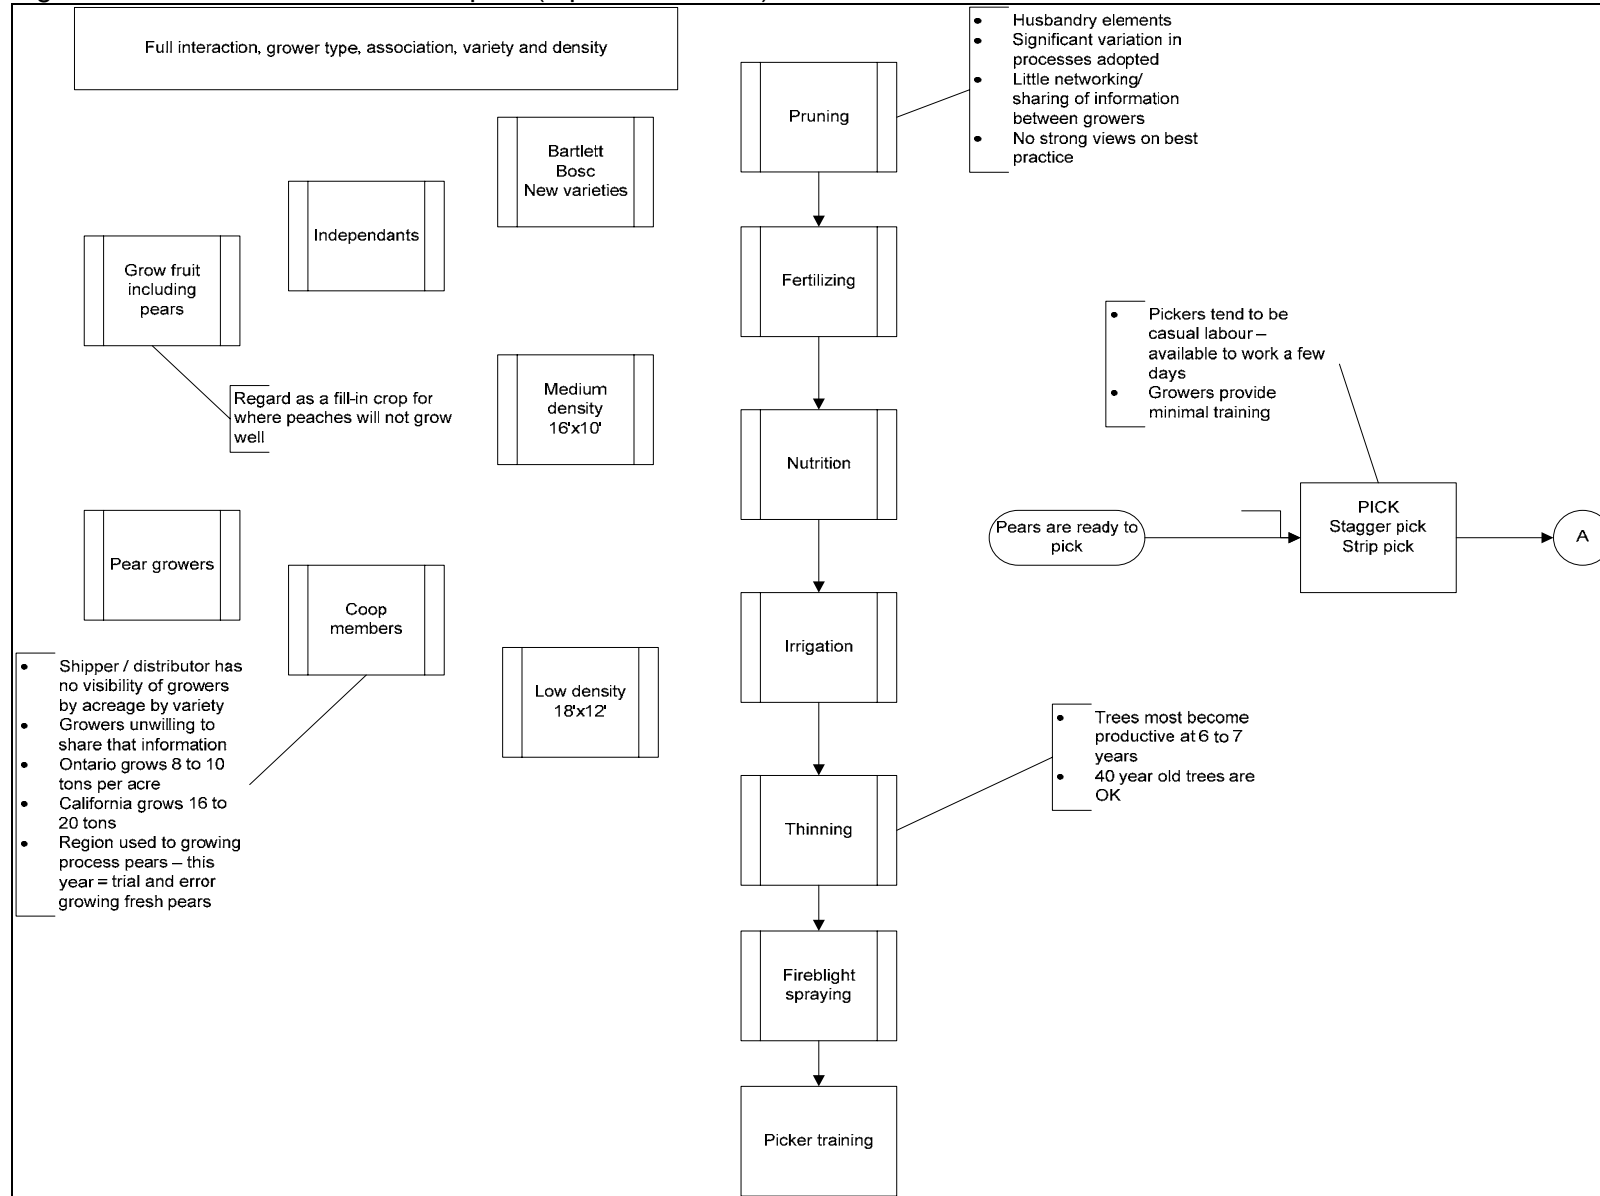 Full interaction, grower type, association, variety and density
Bartlett
Bosc
New varieties
Independants
Grow fruit
including
pears
Regard as a fill-in crop for
where peaches will not grow
well
Medium
density
16'x10'
Pear growers
Coop
members
Low density
18'x12'
• Shipper / distributor has
no visibility of growers
by acreage by variety
• Growers unwilling to
share that information
• Ontario grows 8 to 10
tons per acre
• California grows 16 to
20 tons
• Region used to growing
process pears – this
year = trial and error
growing fresh pears
Pruning
Fertilizing
Nutrition
Irrigation
Thinning
Fireblight
spraying
Picker training
• Husbandry elements
• Significant variation in
processes adopted
• Little networking/
sharing of information
between growers
• No strong views on best
practice
• Pickers tend to be
casual labour –
available to work a few
days
• Growers provide
minimal training
Pears are ready to
pick
PICK
Stagger pick
Strip pick
A
• Trees most become
productive at 6 to 7
years
• 40 year old trees are
OK